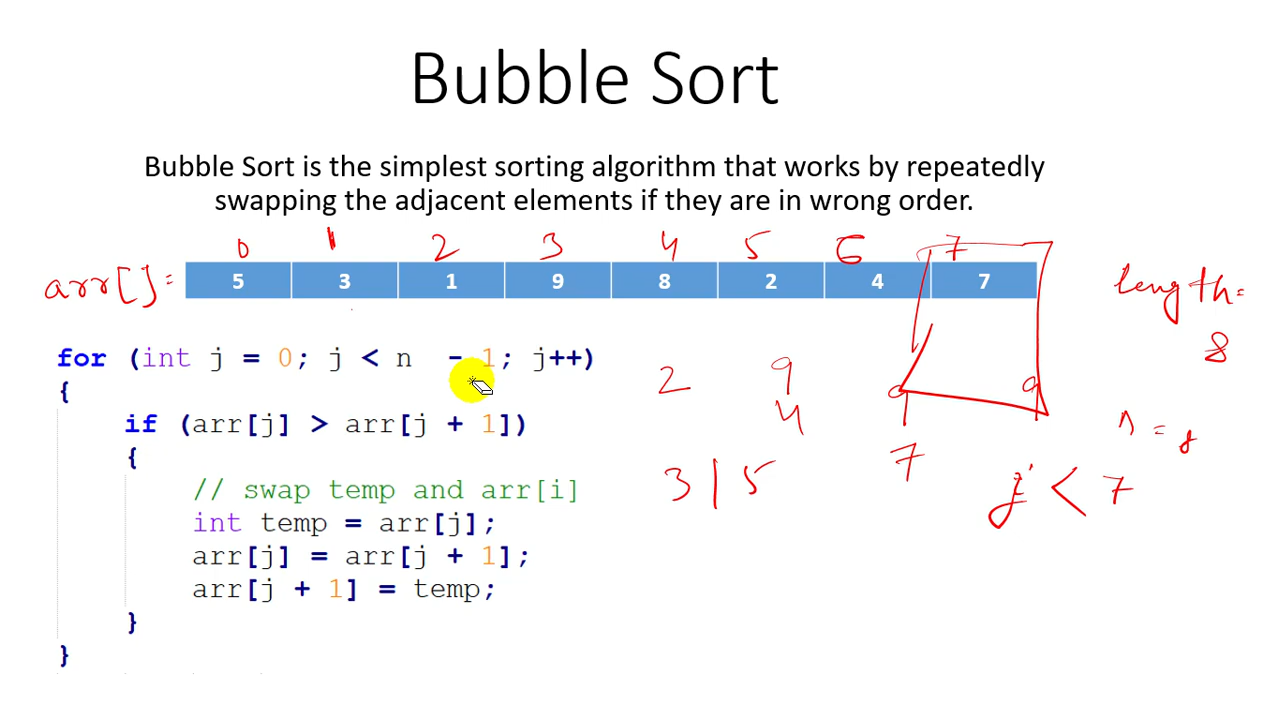 Bubble Sort
Bubble Sort is the simplest sorting algorithm that works by repeatedly
swapping the adjacent elements if they are in wrong order.
0 1 2 3 4 5 6 7
arr[]:
5 3 1 9 8 2 4 7
length=
8
for (int j = 0; j < n - 1; j++)
{
if (arr[j] > arr[j + 1])
{
// swap temp and arr[i]
int temp = arr[j];
arr[j] = arr[j + 1];
arr[j + 1] = temp;
}
}
2 9 9 9
4
3 | 5
7
n = 8
j < 7